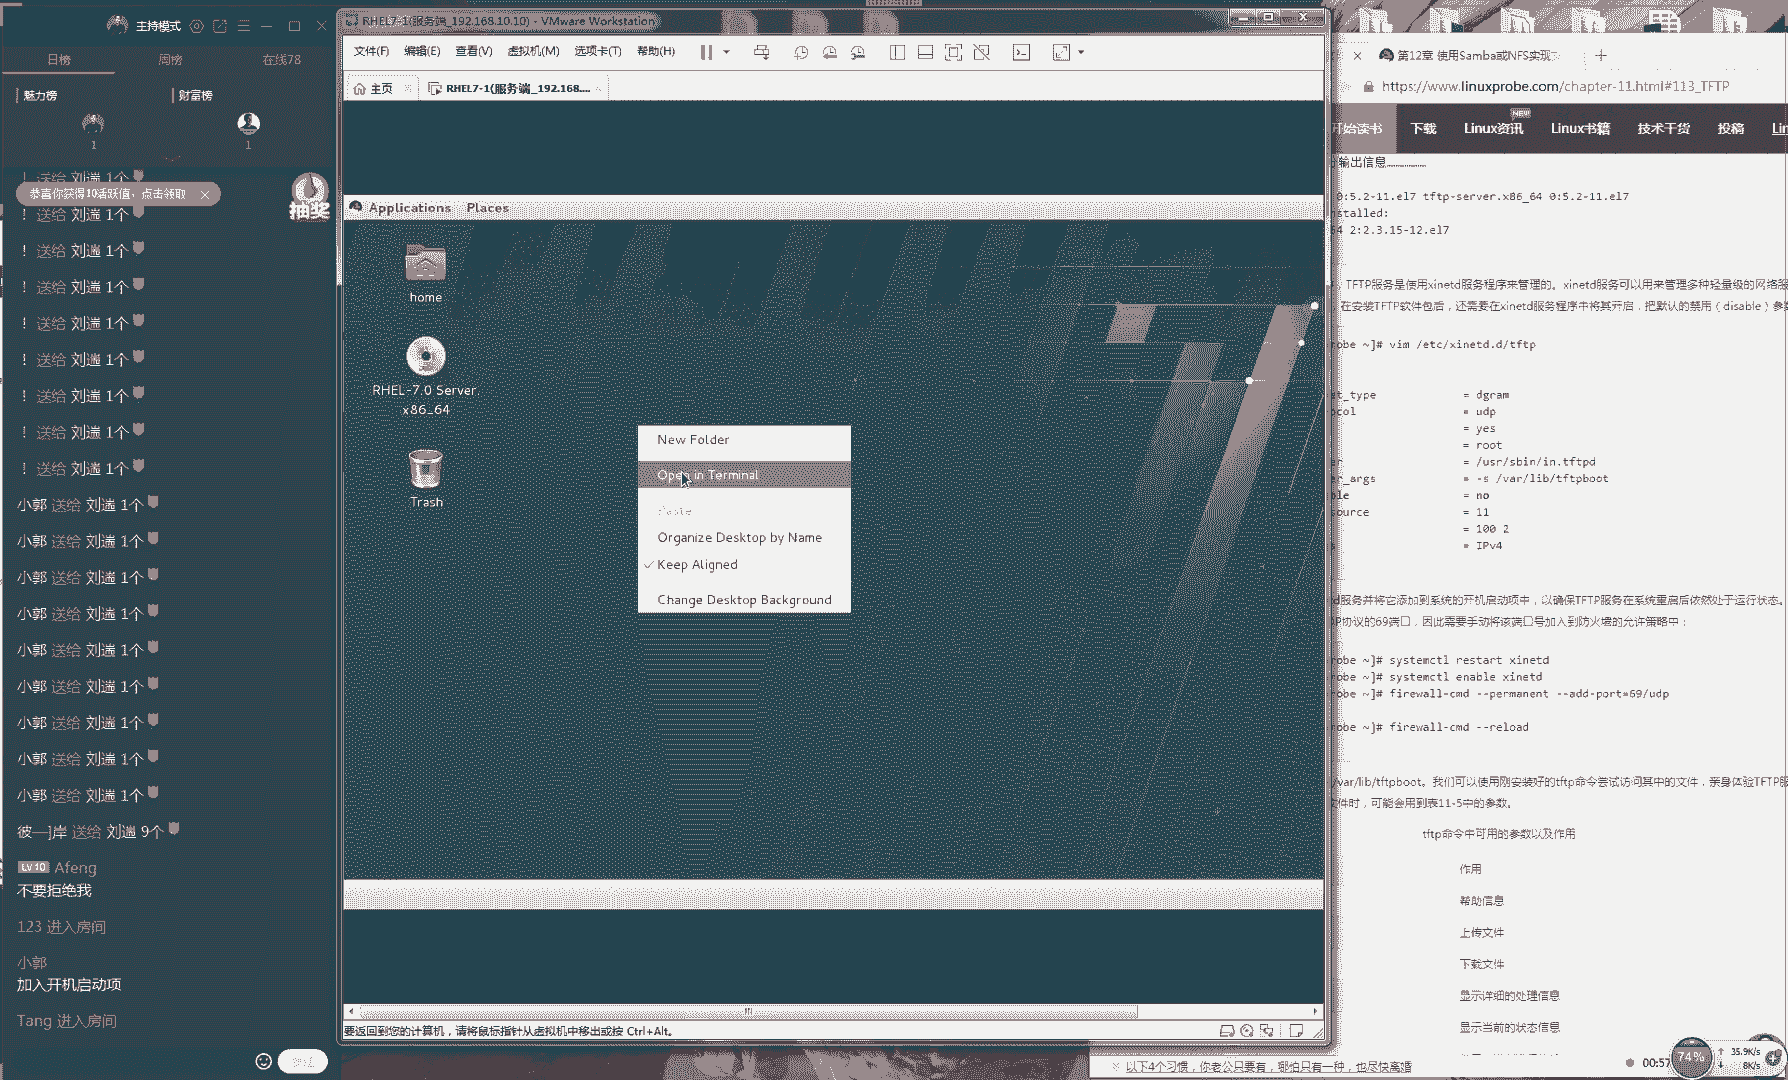 主持模式
日榜 周榜 在线78
魅力榜 财富榜
1 1
! 送给 刘遄 1个
恭喜你获得10活跃值，点击领取
抽奖
! 送给 刘遄 1个
! 送给 刘遄 1个
! 送给 刘遄 1个
! 送给 刘遄 1个
! 送给 刘遄 1个
! 送给 刘遄 1个
! 送给 刘遄 1个
! 送给 刘遄 1个
小郭 送给 刘遄 1个
小郭 送给 刘遄 1个
小郭 送给 刘遄 1个
小郭 送给 刘遄 1个
小郭 送给 刘遄 1个
小郭 送给 刘遄 1个
小郭 送给 刘遄 1个
小郭 送给 刘遄 1个
小郭 送给 刘遄 1个
彼—]岸 送给 刘遄 9个
LV 10 Afeng
不要拒绝我
123 进入房间
小郭
加入开机启动项
Tang 进入房间
RHEL7-1(服务端_192.168.10.10) - VMware Workstation
文件(F) 编辑(E) 查看(V) 虚拟机(M) 选项卡(T) 帮助(H)
主页 RHEL7-1(服务端_192.168....
Applications Places
home
RHEL-7.0 Server
x86_64
Trash
New Folder
Open in Terminal
Paste
Organize Desktop by Name
Keep Aligned
Change Desktop Background
要返回到您的计算机，请将鼠标指针从虚拟机中移出或按 Ctrl+Alt。
第12章 使用Samba或NFS实现
https://www.linuxprobe.com/chapter-11.html#113_TFTP
开始读书 下载 Linux资讯 NEW Linux书籍 技术干货 投稿 Lin
输出信息
0:5.2-11.el7 tftp-server.x86_64 0:5.2-11.el7
nstalled:
64 2:2.3.15-12.el7
，TFTP服务是使用xinetd服务程序来管理的。xinetd服务可以用来管理多种轻量级的网络服
，在安装TFTP软件包后，还需要在xinetd服务程序中将其开启，把默认的禁用（disable）参
obe ~]# vim /etc/xinetd.d/tftp
et_type = dgram
ocol = udp
= yes
= root
er = /usr/sbin/in.tftpd
er_args = -s /var/lib/tftpboot
ble = no
ource = 11
= 100 2
s = IPv4
d服务并将它添加到系统的开机启动项中，以确保TFTP服务在系统重启后依然处于运行状态。
DP协议的69端口，因此需要手动将该端口号加入到防火墙的允许策略中：
robe ~]# systemctl restart xinetd
robe ~]# systemctl enable xinetd
robe ~]# firewall-cmd --permanent --add-port=69/udp
robe ~]# firewall-cmd --reload
/var/lib/tftpboot。我们可以使用刚安装好的tftp命令尝试访问其中的文件，亲身体验TFTP服
文件时，可能会用到表11-5中的参数。
tftp命令中可用的参数以及作用
作用
帮助信息
上传文件
下载文件
显示详细的处理信息
显示当前的状态信息
以下4个习惯，你老公只要有，哪怕只有一种，也尽快离婚
00:57
74%
35.9K/s
8K/s